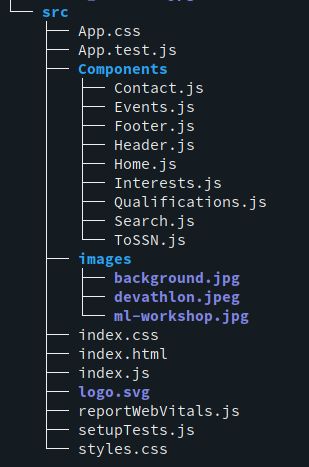 src
App.css
App.test.js
Components
Contact.js
Events.js
Footer.js
Header.js
Home.js
Interests.js
Qualifications.js
Search.js
ToSSN.js
images
background.jpg
devathlon.jpeg
ml-workshop.jpg
index.css
index.html
index.js
logo.svg
reportWebVitals.js
setupTests.js
styles.css